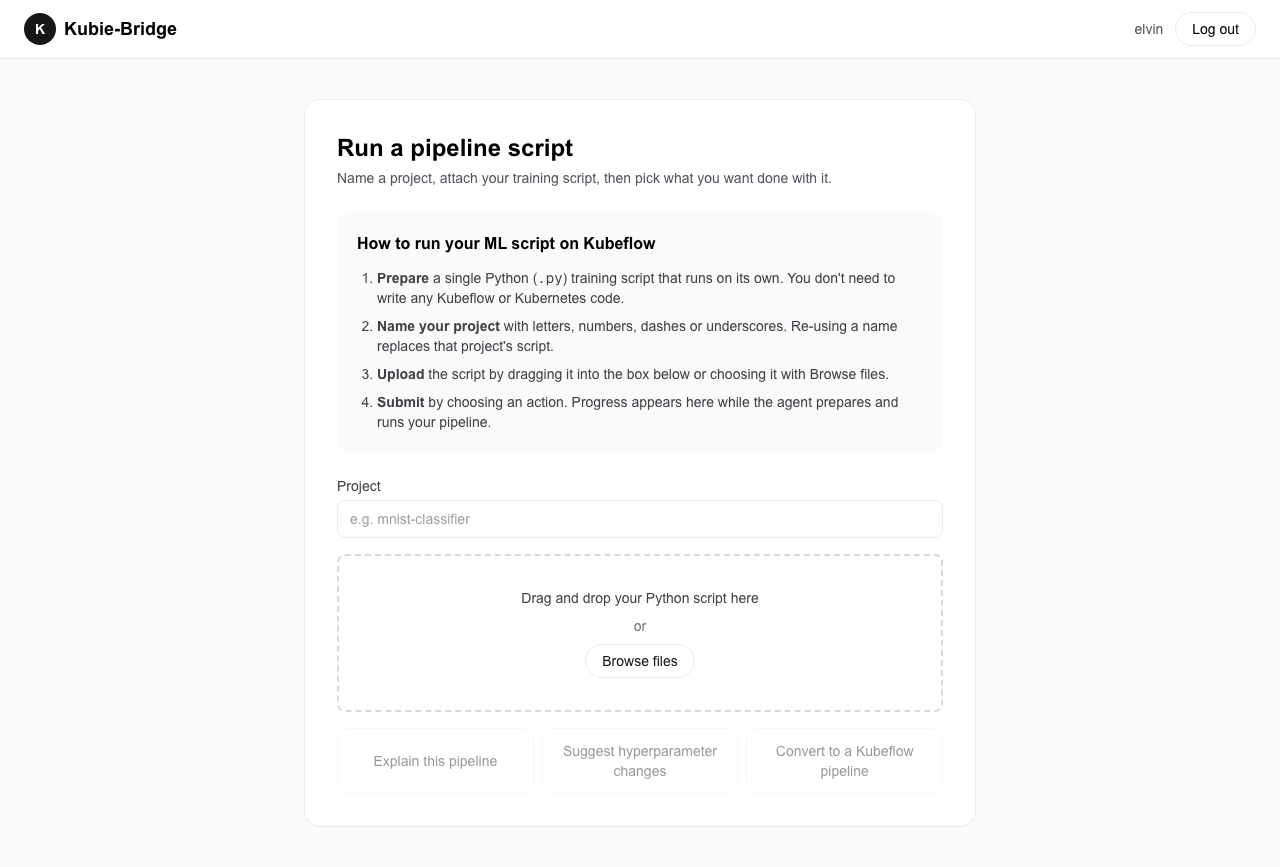 K Kubie-Bridge
elvin Log out
Run a pipeline script
Name a project, attach your training script, then pick what you want done with it.
How to run your ML script on Kubeflow
1. Prepare a single Python (.py) training script that runs on its own. You don't need to
write any Kubeflow or Kubernetes code.
2. Name your project with letters, numbers, dashes or underscores. Re-using a name
replaces that project's script.
3. Upload the script by dragging it into the box below or choosing it with Browse files.
4. Submit by choosing an action. Progress appears here while the agent prepares and
runs your pipeline.
Project
e.g. mnist-classifier
Drag and drop your Python script here
or
Browse files
Explain this pipeline
Suggest hyperparameter
changes
Convert to a Kubeflow
pipeline